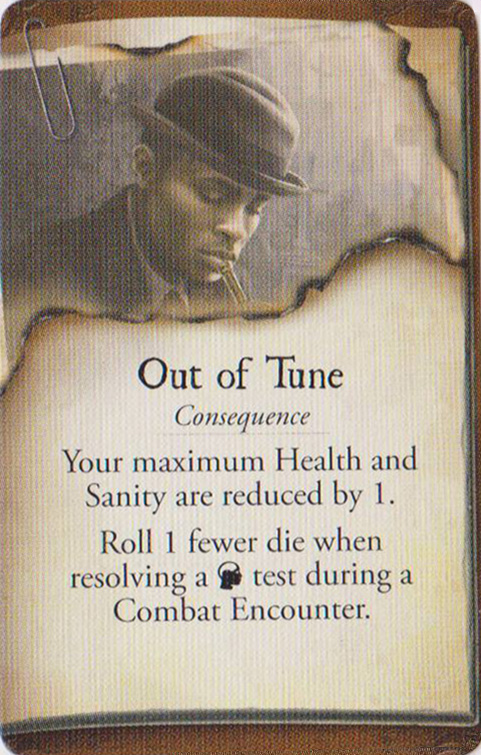 Out of Tune
Consequence
Your maximum Health and
Sanity are reduced by 1.
Roll 1 fewer die when
resolving a test during a
Combat Encounter.